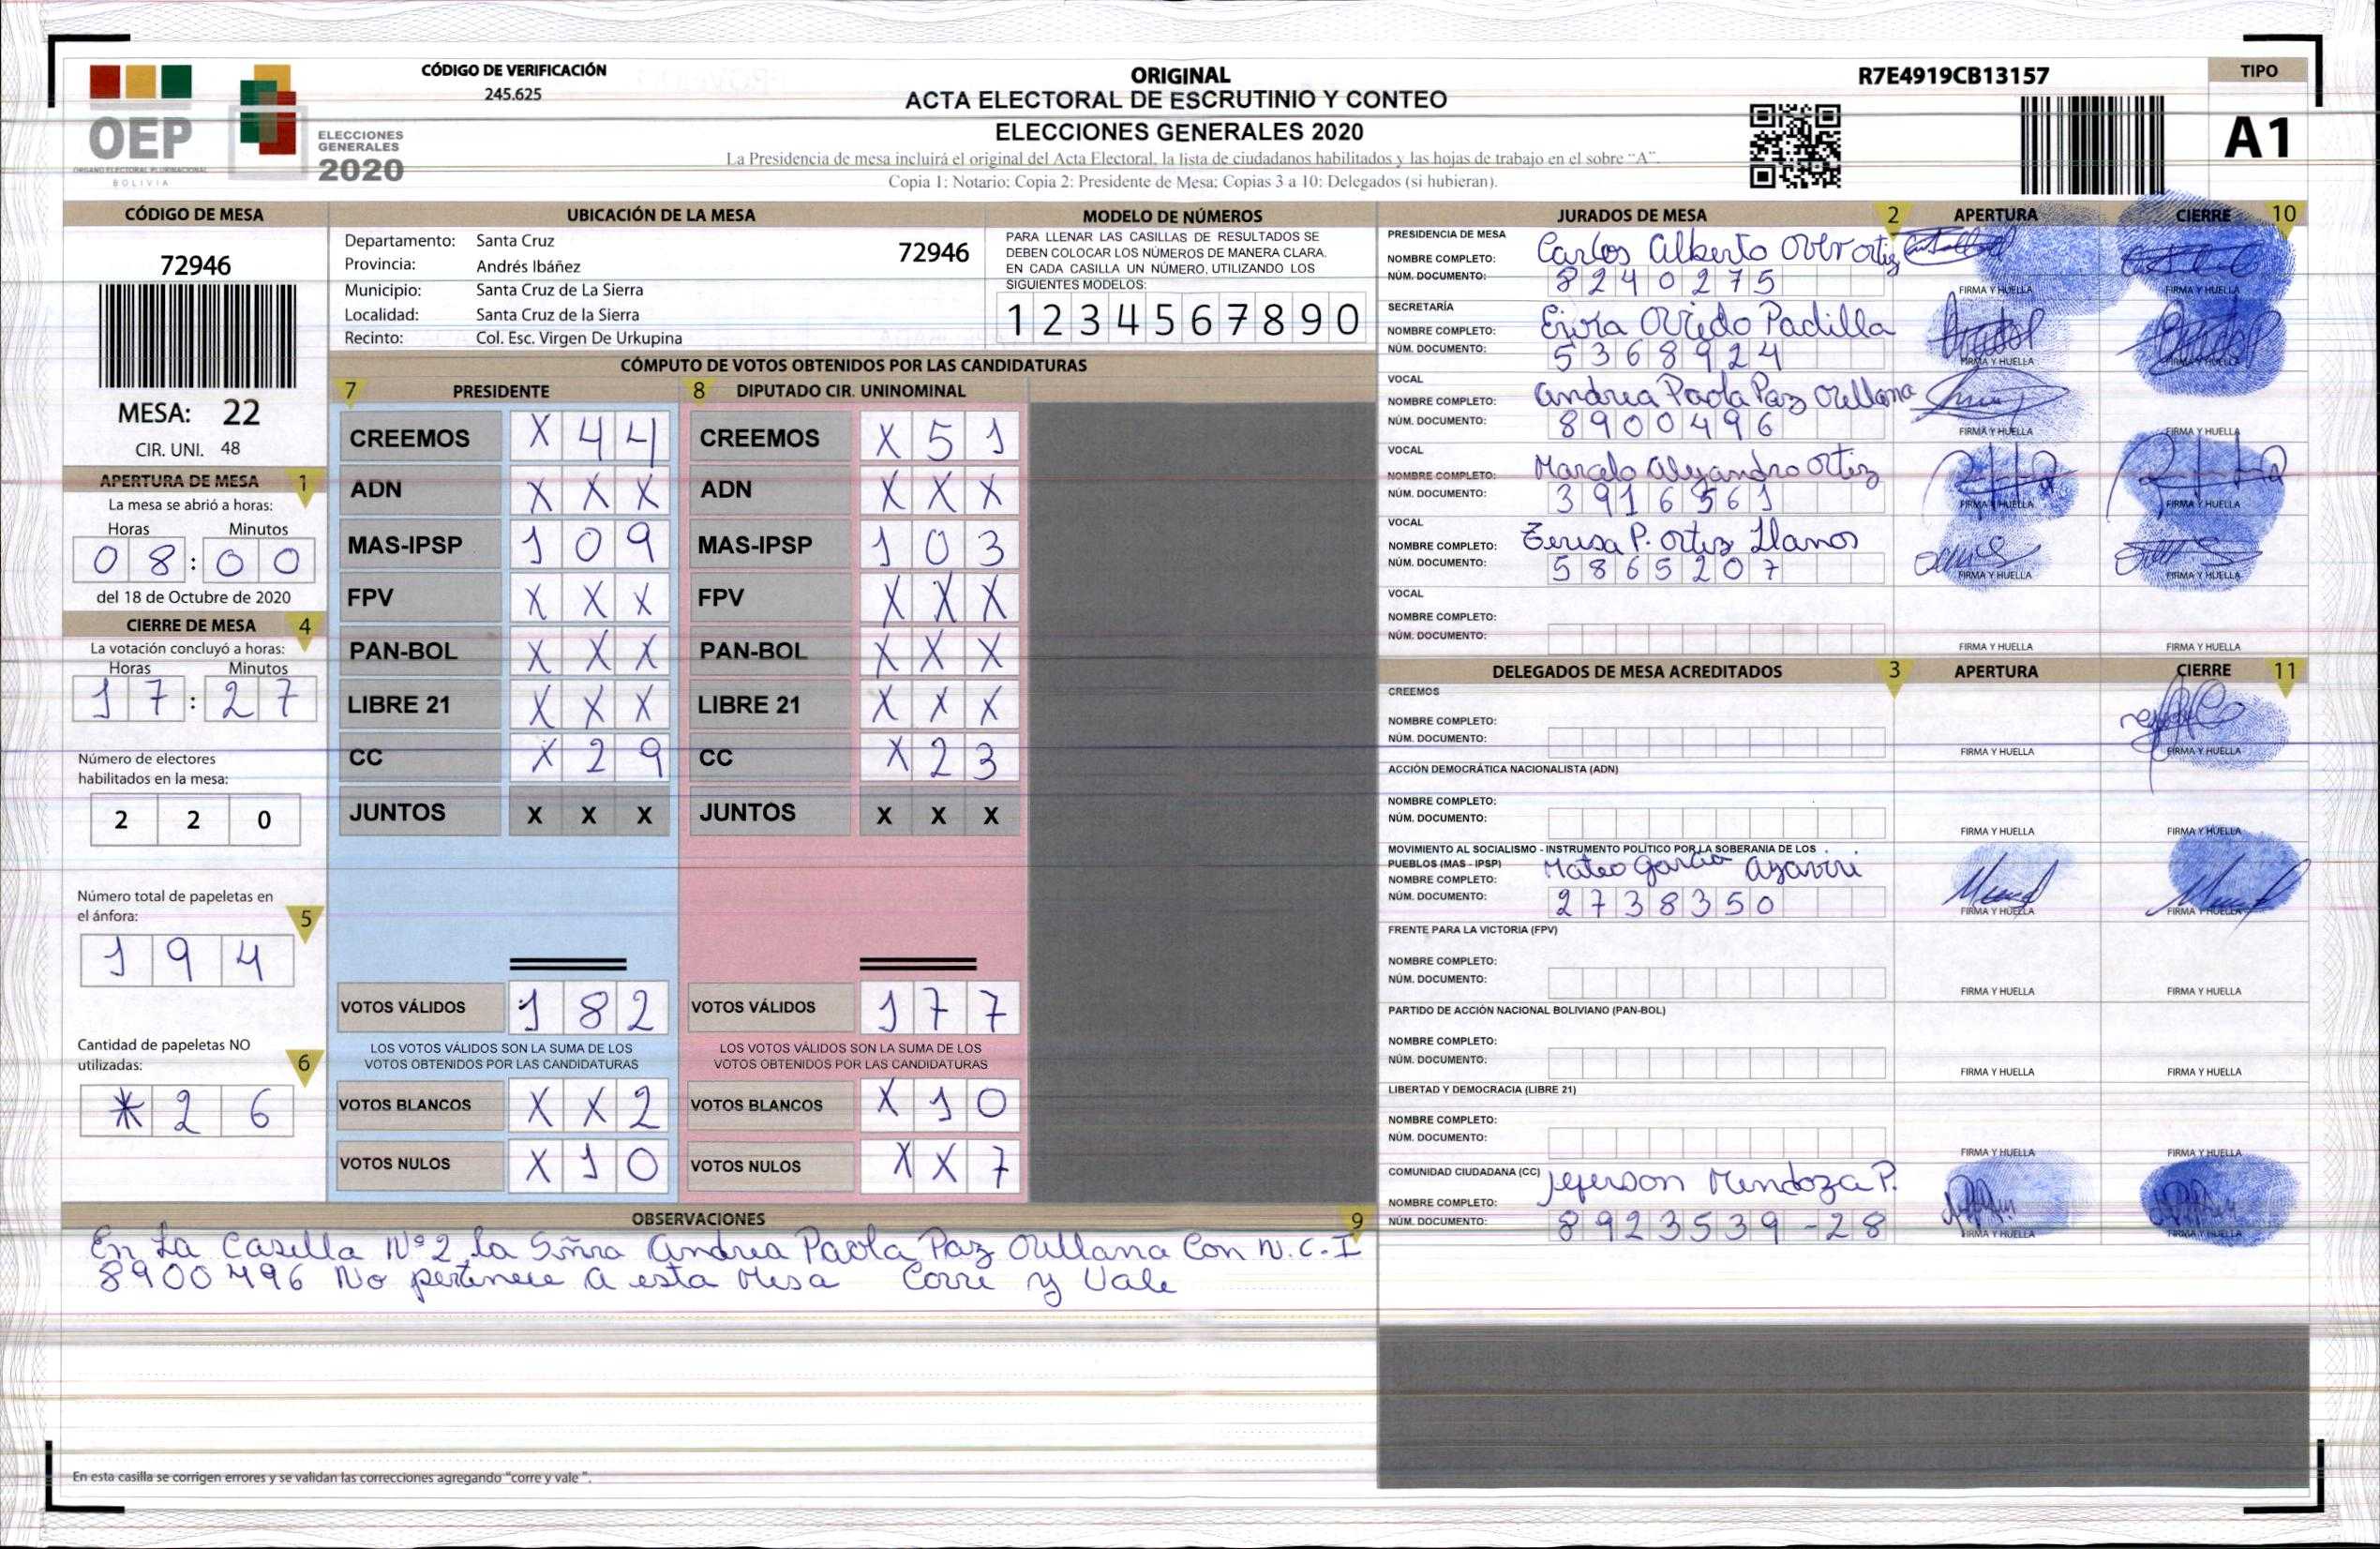 CÓDIGO DE VERIFICACIÓN
245.625
ORIGINAL
ACTA ELECTORAL DE ESCRUTINIO Y CONTEO
ELECCIONES GENERALES 2020
La Presidencia de mesa incluirá el original del Acta Electoral, la lista de ciudadanos habilitados y las hojas de trabajo en el sobre "A".
Copia 1: Notario; Copia 2: Presidente de Mesa; Copias 3 a 10: Delegados (si hubieran).
R7E4919CB13157
TIPO
A1
OEP
ÓRGANO ELECTORAL PLURINACIONAL
BOLIVIA
ELECCIONES
GENERALES
2020
CÓDIGO DE MESA
72946
MESA: 22
CIR. UNI. 48
APERTURA DE MESA 1
La mesa se abrió a horas:
Horas Minutos
08:00
del 18 de Octubre de 2020
CIERRE DE MESA 4
La votación concluyó a horas:
Horas Minutos
17:27
Número de electores
habilitados en la mesa:
2 2 0
Número total de papeletas en
el ánfora: 5
1 9 4
Cantidad de papeletas NO
utilizadas: 6
* 2 6
UBICACIÓN DE LA MESA
Departamento: Santa Cruz 72946
Provincia: Andrés Ibáñez
Municipio: Santa Cruz de La Sierra
Localidad: Santa Cruz de la Sierra
Recinto: Col. Esc. Virgen De Urkupina
MODELO DE NÚMEROS
PARA LLENAR LAS CASILLAS DE RESULTADOS SE
DEBEN COLOCAR LOS NÚMEROS DE MANERA CLARA.
EN CADA CASILLA UN NÚMERO, UTILIZANDO LOS
SIGUIENTES MODELOS:
1 2 3 4 5 6 7 8 9 0
CÓMPUTO DE VOTOS OBTENIDOS POR LAS CANDIDATURAS
7 PRESIDENTE 8 DIPUTADO CIR. UNINOMINAL
CREEMOS X 4 4 CREEMOS X 5 1
ADN X X X ADN X X X
MAS-IPSP 1 0 9 MAS-IPSP 1 0 3
FPV X X X FPV X X X
PAN-BOL X X X PAN-BOL X X X
LIBRE 21 X X X LIBRE 21 X X X
CC X 2 9 CC X 2 3
JUNTOS X X X JUNTOS X X X
VOTOS VÁLIDOS 1 8 2 VOTOS VÁLIDOS 1 7 7
LOS VOTOS VÁLIDOS SON LA SUMA DE LOS LOS VOTOS VÁLIDOS SON LA SUMA DE LOS
VOTOS OBTENIDOS POR LAS CANDIDATURAS VOTOS OBTENIDOS POR LAS CANDIDATURAS
VOTOS BLANCOS X X 2 VOTOS BLANCOS X 1 0
VOTOS NULOS X 1 0 VOTOS NULOS X X 7
OBSERVACIONES 9
En La Casilla Nº 2 la Sñra Andrea Paola Paz Orellana Con N.C.I
8900496 No pertenece a esta Mesa Corre y Vale
En esta casilla se corrigen errores y se validan las correcciones agregando "corre y vale".
JURADOS DE MESA 2 APERTURA CIERRE 10
PRESIDENCIA DE MESA
NOMBRE COMPLETO: Carlos Alberto Ortiz
NÚM. DOCUMENTO: 8240275 FIRMA Y HUELLA FIRMA Y HUELLA
SECRETARÍA
NOMBRE COMPLETO: Oviedo Padilla
NÚM. DOCUMENTO: 5368924 FIRMA Y HUELLA FIRMA Y HUELLA
VOCAL
NOMBRE COMPLETO: Andrea Paola Paz Orellana
NÚM. DOCUMENTO: 8900496 FIRMA Y HUELLA FIRMA Y HUELLA
VOCAL
NOMBRE COMPLETO: Marcelo Alejandro Ortiz
NÚM. DOCUMENTO: 3916561 FIRMA Y HUELLA FIRMA Y HUELLA
VOCAL
NOMBRE COMPLETO: Teresa P. Ortiz Llanos
NÚM. DOCUMENTO: 5865207 FIRMA Y HUELLA FIRMA Y HUELLA
VOCAL
NOMBRE COMPLETO:
NÚM. DOCUMENTO: FIRMA Y HUELLA FIRMA Y HUELLA
DELEGADOS DE MESA ACREDITADOS 3 APERTURA CIERRE 11
CREEMOS
NOMBRE COMPLETO:
NÚM. DOCUMENTO: FIRMA Y HUELLA FIRMA Y HUELLA
ACCIÓN DEMOCRÁTICA NACIONALISTA (ADN)
NOMBRE COMPLETO:
NÚM. DOCUMENTO: FIRMA Y HUELLA FIRMA Y HUELLA
MOVIMIENTO AL SOCIALISMO - INSTRUMENTO POLÍTICO POR LA SOBERANIA DE LOS
PUEBLOS (MAS - IPSP)
NOMBRE COMPLETO: Mateo Garcia
NÚM. DOCUMENTO: 2738350 FIRMA Y HUELLA FIRMA Y HUELLA
FRENTE PARA LA VICTORIA (FPV)
NOMBRE COMPLETO:
NÚM. DOCUMENTO: FIRMA Y HUELLA FIRMA Y HUELLA
PARTIDO DE ACCIÓN NACIONAL BOLIVIANO (PAN-BOL)
NOMBRE COMPLETO:
NÚM. DOCUMENTO: FIRMA Y HUELLA FIRMA Y HUELLA
LIBERTAD Y DEMOCRACIA (LIBRE 21)
NOMBRE COMPLETO:
NÚM. DOCUMENTO: FIRMA Y HUELLA FIRMA Y HUELLA
COMUNIDAD CIUDADANA (CC)
NOMBRE COMPLETO: Jeferson Mendoza P.
NÚM. DOCUMENTO: 8923539-28 FIRMA Y HUELLA FIRMA Y HUELLA